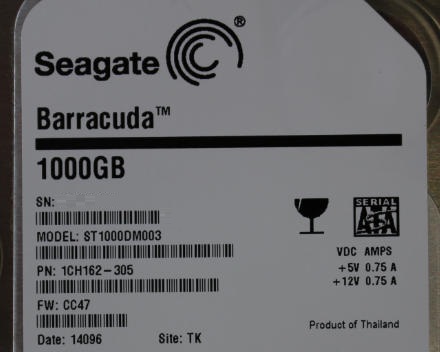 Seagate ®
Barracuda™
1000GB
SN:
MODEL: ST1000DM003
PN: 1CH162-305
FW: CC47
Date: 14096 Site: TK
SERIAL
ATA
VDC AMPS
+5V 0.75 A
+12V 0.75 A
Product of Thailand